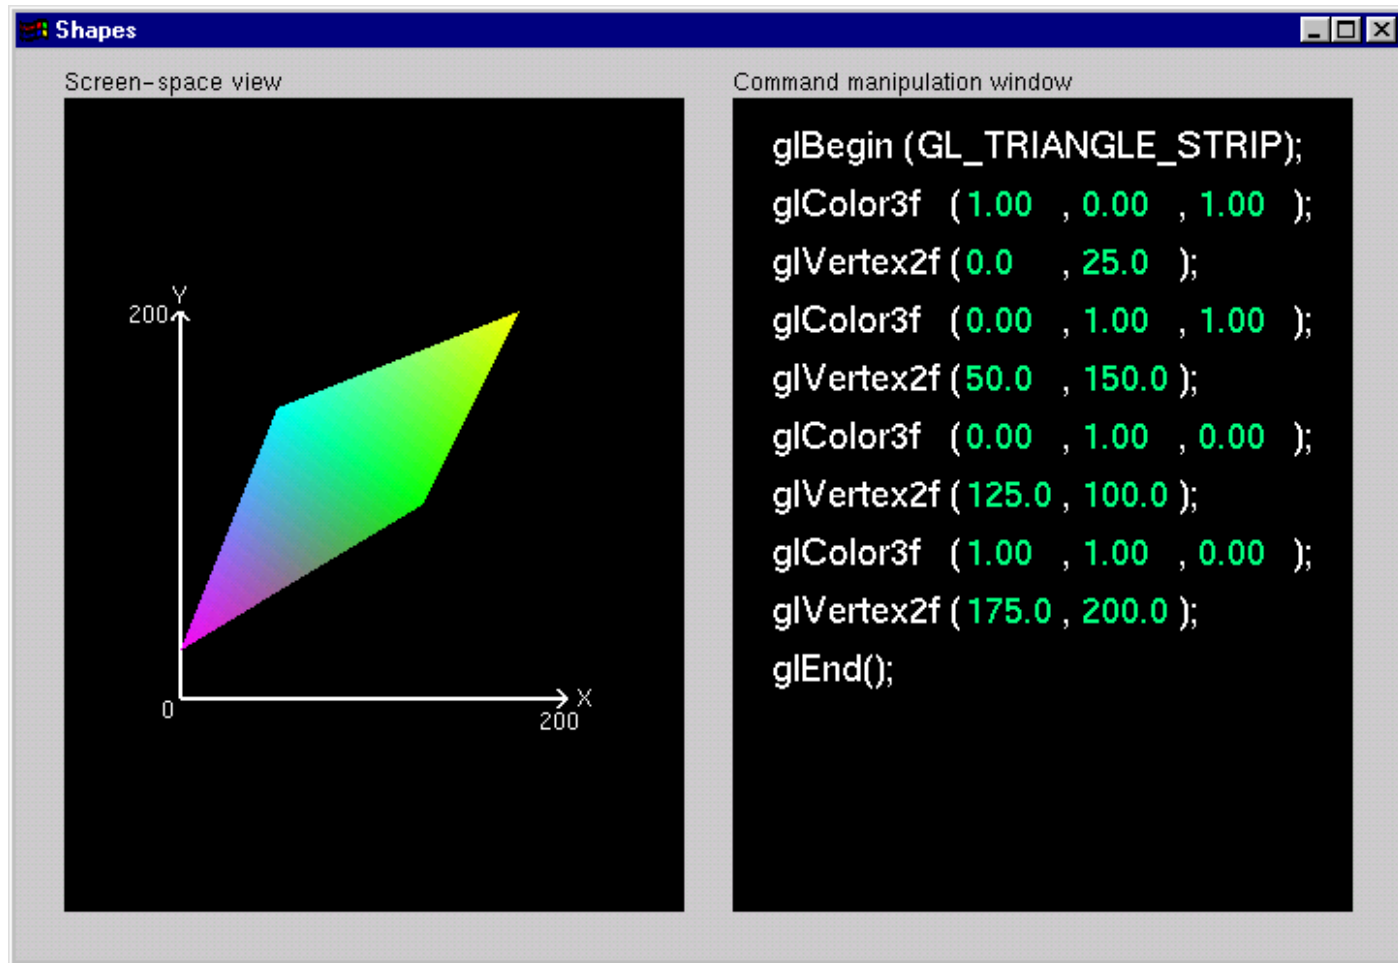 Shapes
Screen-space view
Y
200
0
X
200
Command manipulation window
glBegin (GL_TRIANGLE_STRIP);
glColor3f ( 1.00 , 0.00 , 1.00 );
glVertex2f ( 0.0 , 25.0 );
glColor3f ( 0.00 , 1.00 , 1.00 );
glVertex2f ( 50.0 , 150.0 );
glColor3f ( 0.00 , 1.00 , 0.00 );
glVertex2f ( 125.0 , 100.0 );
glColor3f ( 1.00 , 1.00 , 0.00 );
glVertex2f ( 175.0 , 200.0 );
glEnd();